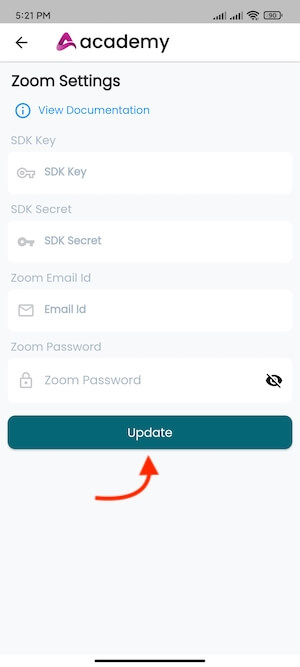 5:21 PM
90
academy
Zoom Settings
View Documentation
SDK Key
SDK Key
SDK Secret
SDK Secret
Zoom Email Id
Email Id
Zoom Password
Zoom Password
Update